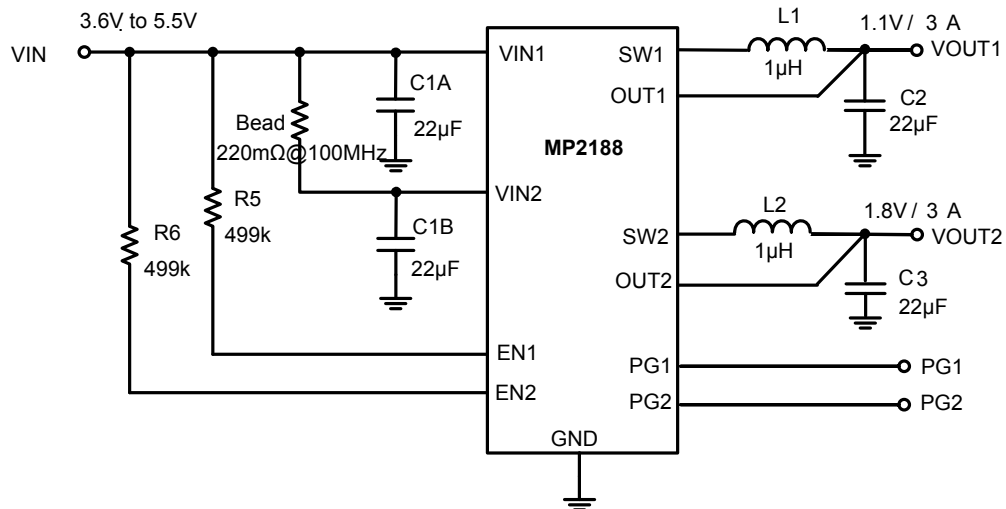 3.6V to 5.5V
VIN
VIN1
SW1
L1
1µH
1.1V / 3 A
VOUT1
OUT1
C1A
22µF
C2
22µF
Bead
220mΩ@100MHz
MP2188
VIN2
R5
499k
R6
499k
C1B
22µF
SW2
L2
1µH
1.8V / 3 A
VOUT2
OUT2
C3
22µF
EN1
EN2
PG1
PG1
PG2
PG2
GND